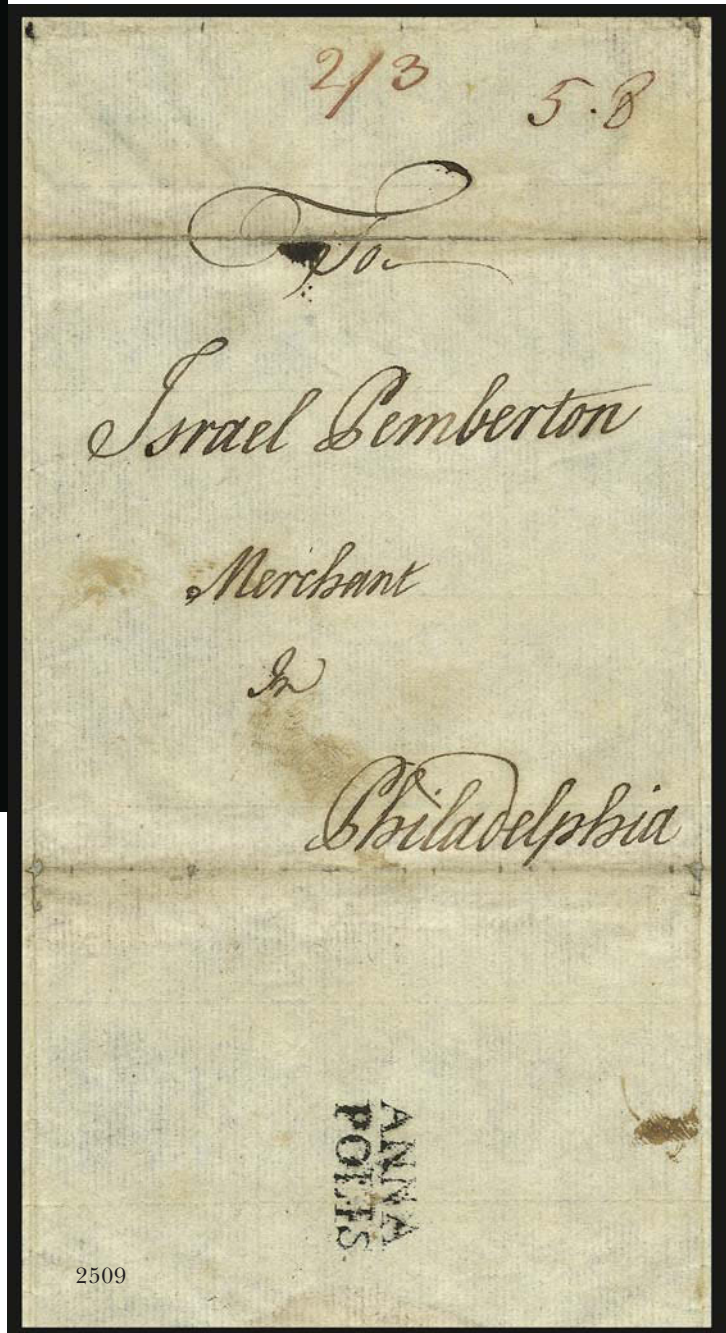 2/3
5.8
To
Israel Pemberton
Merchant
In
Philadelphia
ANNA
POLIS
2509